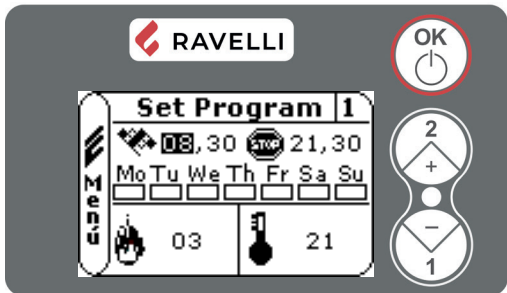 RAVELLI
OK
Set Program 1
08,30 STOP 21,30
Mo Tu We Th Fr Sa Su
Menú
03 21
2
+
−
1